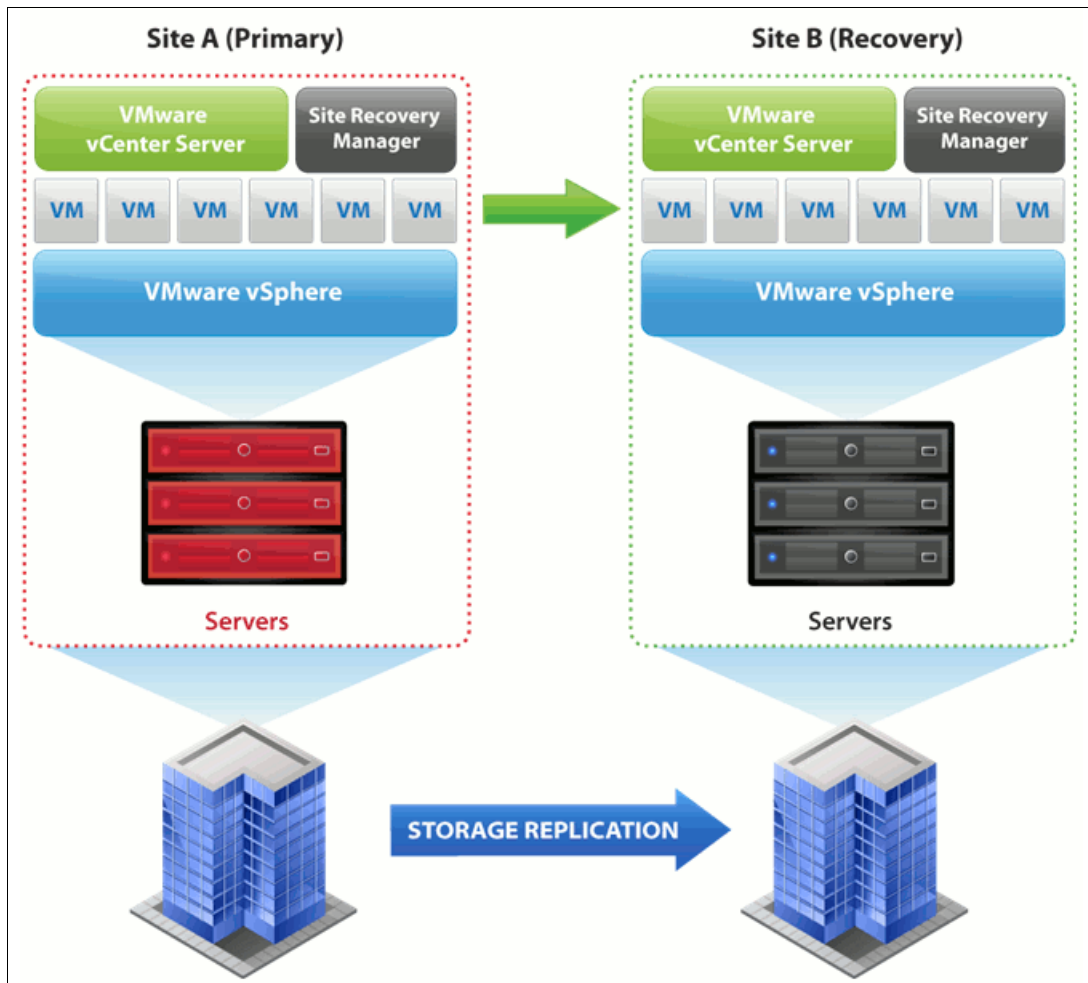 Site A (Primary)
Site B (Recovery)
VMware
vCenter Server
Site Recovery
Manager
VMware
vCenter Server
Site Recovery
Manager
VM VM VM VM VM VM
VM VM VM VM VM VM
VMware vSphere
VMware vSphere
Servers
Servers
STORAGE REPLICATION